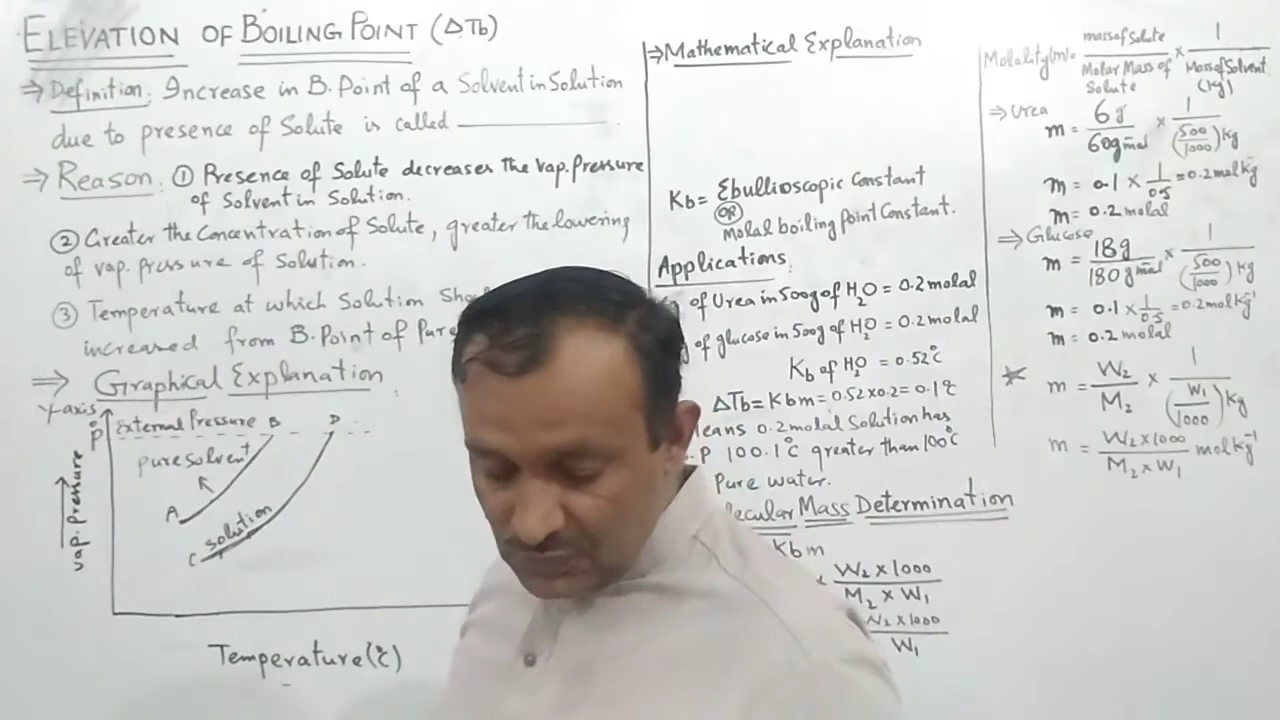 ELEVATION OF BOILING POINT (ΔTb)
⇒ Definition: Increase in B.Point of a Solvent in Solution
due to presence of Solute is called ________.
⇒ Reason: ① Presence of Solute decreases the vap. Pressure
of Solvent in Solution.
② Greater the Concentration of Solute, greater the lowering
of vap. pressure of Solution.
③ Temperature at which Solution
increased from B.Point of
⇒ Graphical Explanation
Y-axis
P°
External Pressure B D
pure solvent
A
solution
C
vap. Pressure
Temperature (°C)
⇒ Mathematical Explanation
Kb = Ebullioscopic Constant
OR
Molal boiling point Constant.
Applications:
of Urea in 500g of H₂O = 0.2 molal
of glucose in 500g of H₂O = 0.2 molal
Kb of H₂O = 0.52°C
ΔTb = Kbm = 0.52×0.2 = 0.1°C
0.2 molal Solution has
.P 100.1°C greater than 100°C
Pure water.
Mass Determination
Kbm
W₂ × 1000
M₂ × W₁
W₂ × 1000
W₁
Molality(m) = mass of Solute / Molar Mass of Solute × 1 / Mass of Solvent (kg)
⇒ Urea
m = 6g / 60gmol⁻¹ × 1 / (500/1000) kg
m = 0.1 × 1/0.5 = 0.2 mol kg⁻¹
m = 0.2 molal
⇒ Glucose
m = 18g / 180gmol⁻¹ × 1 / (500/1000) kg
m = 0.1 × 1/0.5 = 0.2 mol kg⁻¹
m = 0.2 molal
m = W₂ / M₂ × 1 / (W₁/1000) kg
m = W₂ × 1000 / M₂ × W₁ mol kg⁻¹